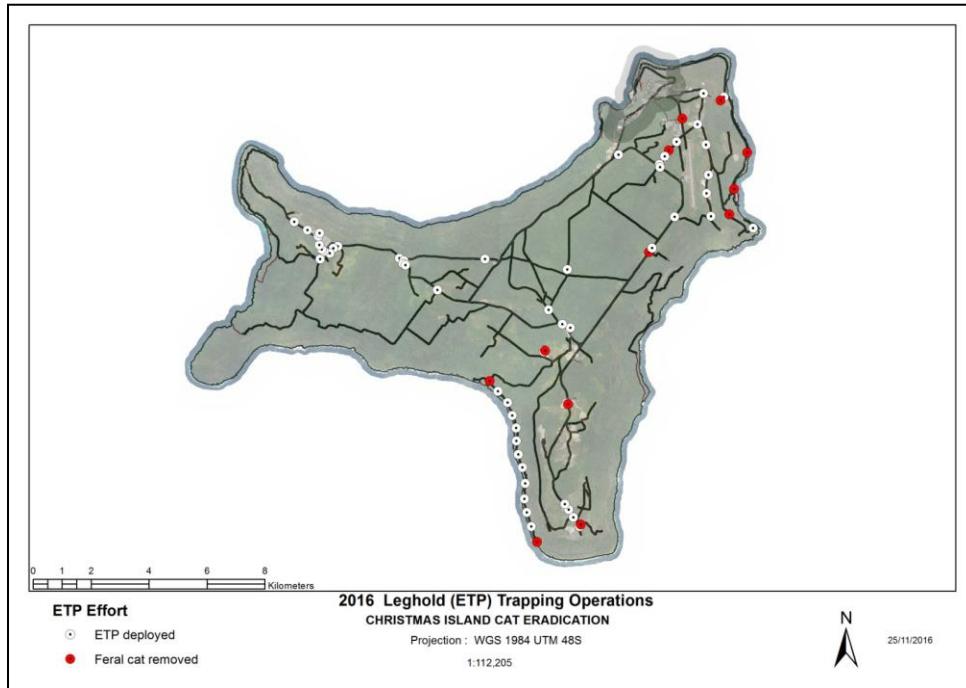 0 1 2 4 6 8
Kilometers
ETP Effort
ETP deployed
Feral cat removed
2016 Leghold (ETP) Trapping Operations
CHRISTMAS ISLAND CAT ERADICATION
Projection : WGS 1984 UTM 48S
1:112,205
N
25/11/2016